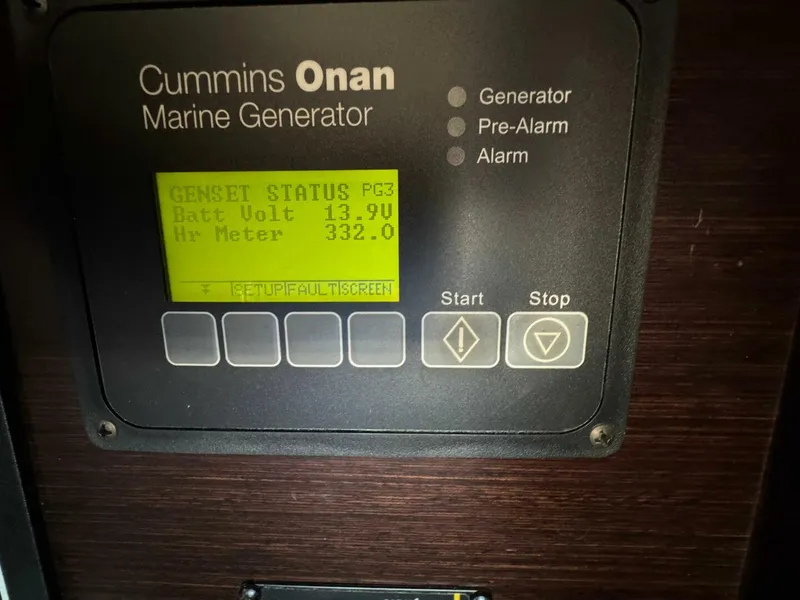 Cummins Onan
Marine Generator
Generator
Pre-Alarm
Alarm
GENSET STATUS PG3
Batt Volt 13.9V
Hr Meter 332.0
SETUP|FAULT|SCREEN
Start Stop